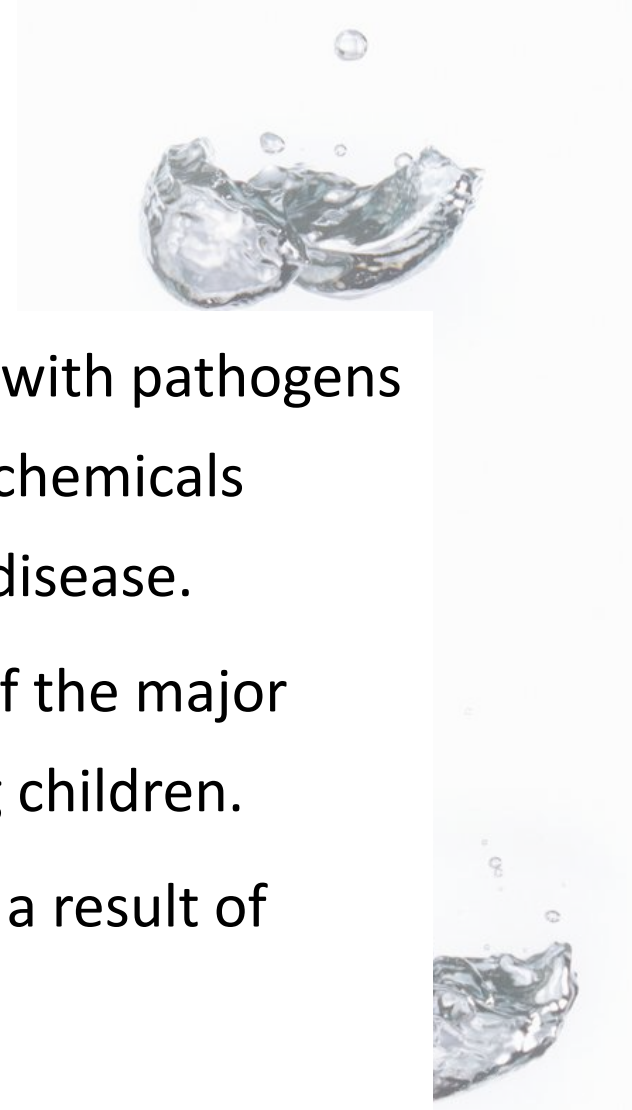 with pathogens
chemicals
disease.
f the major
children.
a result of